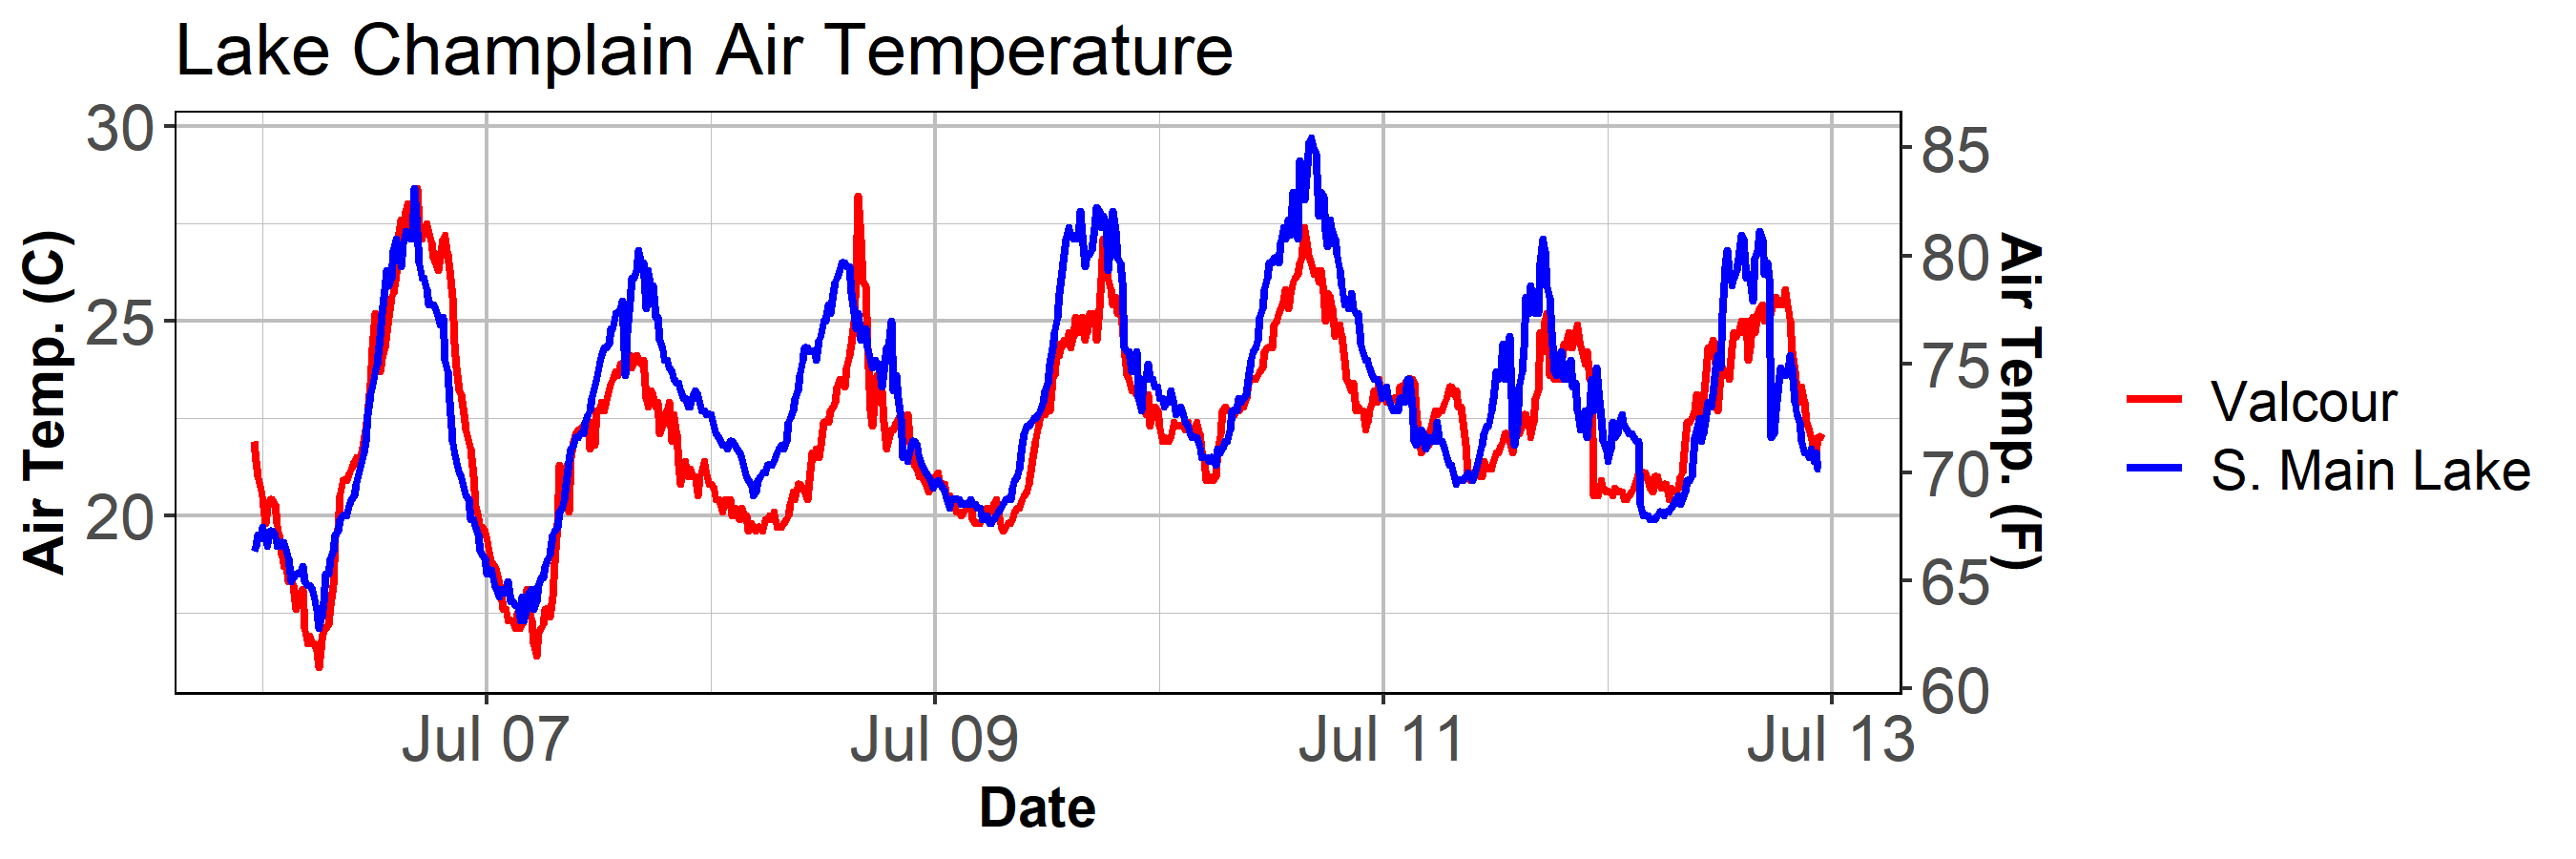 Lake Champlain Air Temperature
Air Temp. (C)
30
25
20
85
80
75
70
65
60
Air Temp. (F)
Jul 07 Jul 09 Jul 11 Jul 13
Date
Valcour
S. Main Lake